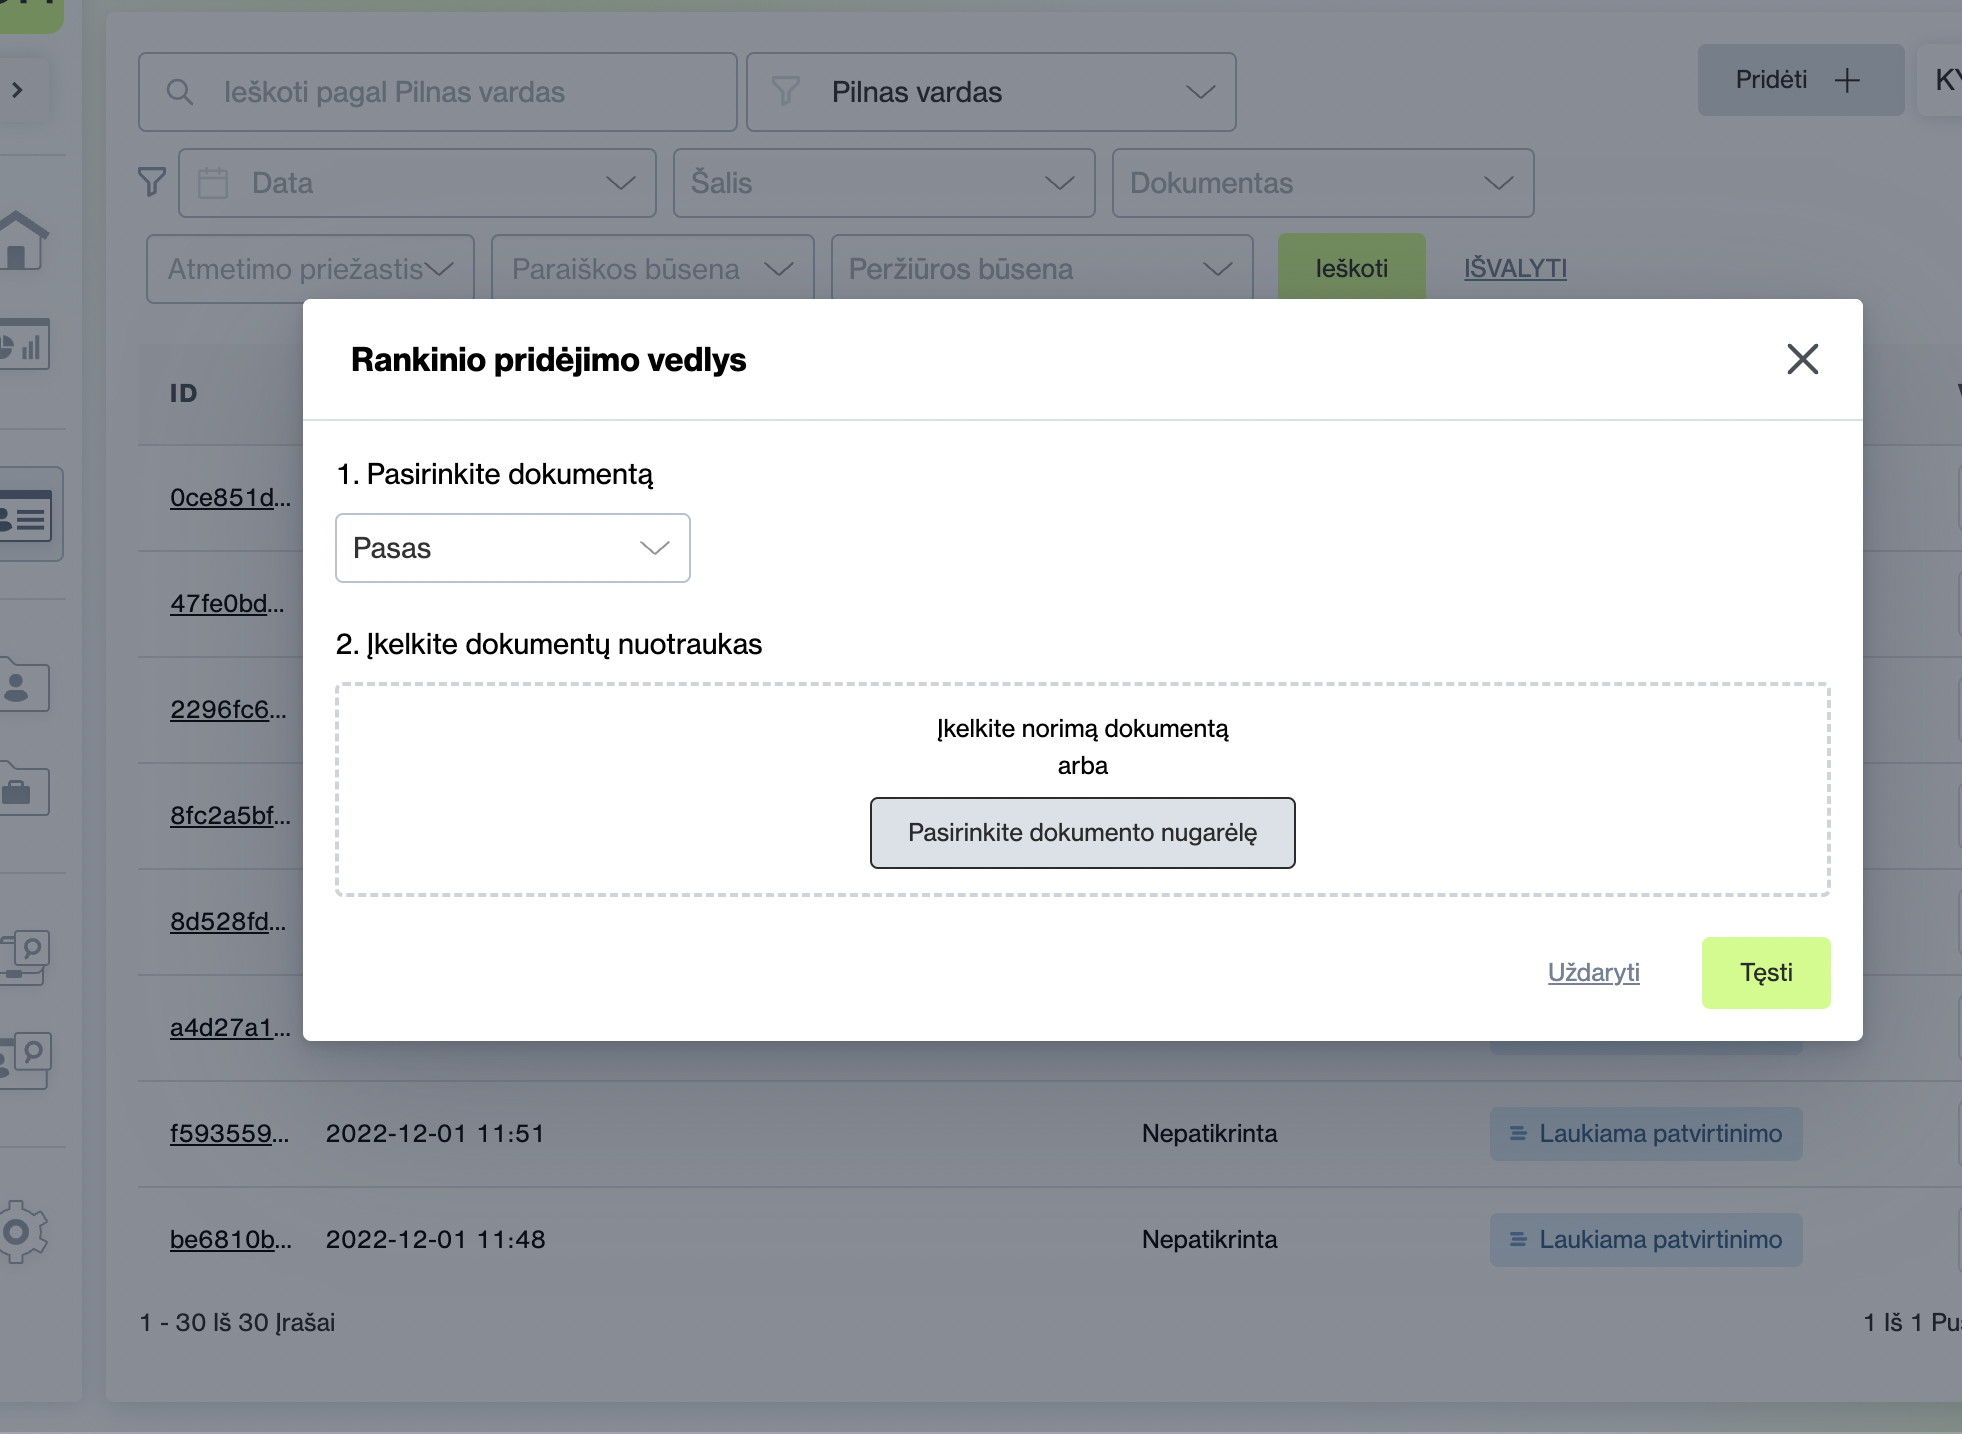 Ieškoti pagal Pilnas vardas
Pilnas vardas
Pridėti
Data
Šalis
Dokumentas
Atmetimo priežastis
Paraiškos būsena
Peržiūros būsena
Ieškoti
IŠVALYTI
Rankinio pridėjimo vedlys
ID
1. Pasirinkite dokumentą
0ce851d...
Pasas
47fe0bd...
2. Įkelkite dokumentų nuotraukas
2296fc6...
Įkelkite norimą dokumentą
arba
8fc2a5bf...
Pasirinkite dokumento nugarėlę
8d528fd...
Uždaryti
Tęsti
a4d27a1...
f593559... 2022-12-01 11:51 Nepatikrinta Laukiama patvirtinimo
be6810b... 2022-12-01 11:48 Nepatikrinta Laukiama patvirtinimo
1 - 30 Iš 30 Įrašai
1 Iš 1